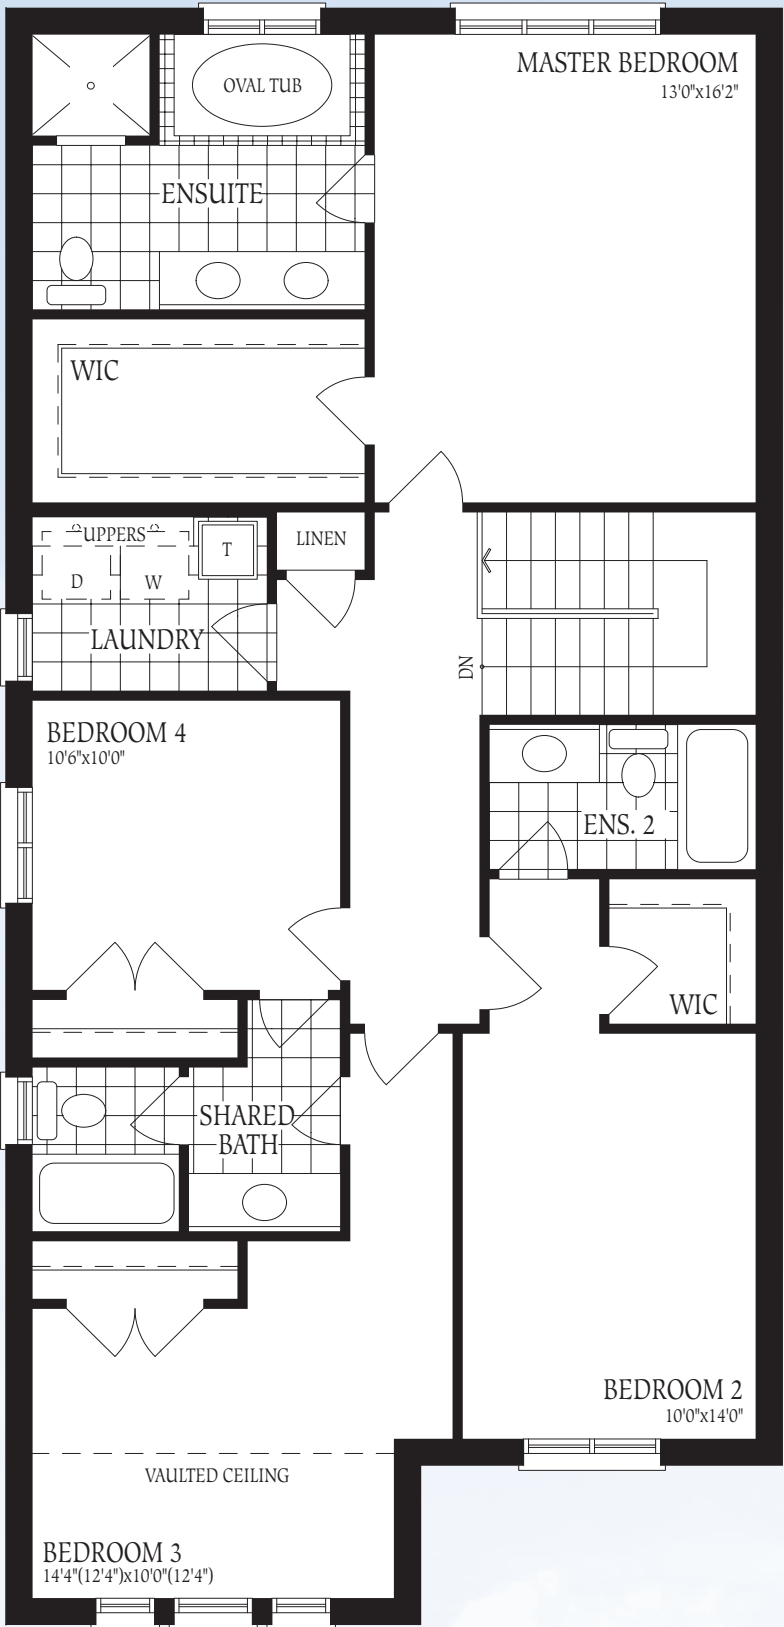 MASTER BEDROOM
13'0"x16'2"
OVAL TUB
ENSUITE
WIC
UPPERS
D
W
T
LINEN
LAUNDRY
DN
BEDROOM 4
10'6"x10'0"
ENS. 2
WIC
SHARED
BATH
BEDROOM 2
10'0"x14'0"
VAULTED CEILING
BEDROOM 3
14'4"(12'4")x10'0"(12'4")